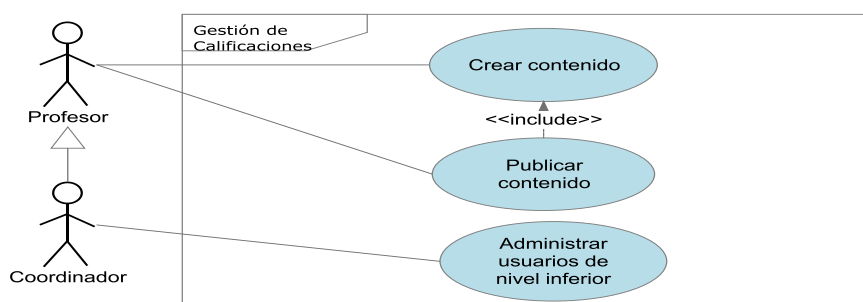 Gestión de
Calificaciones
Crear contenido
Profesor
<<include>>
Publicar
contenido
Coordinador
Administrar
usuarios de
nivel inferior